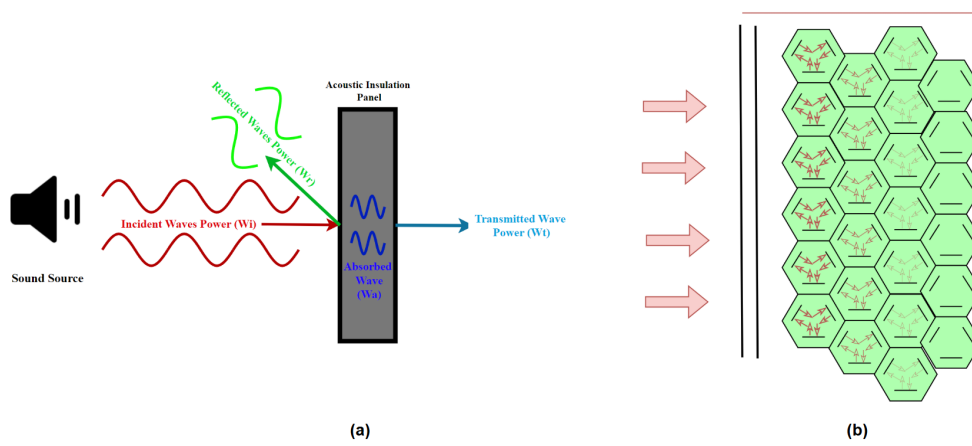 Acoustic Insulation
Panel
Reflected Waves Power (Wr)
Incident Waves Power (Wi)
Transmitted Wave
Power (Wt)
Absorbed
Wave
(Wa)
Sound Source
(a)
(b)